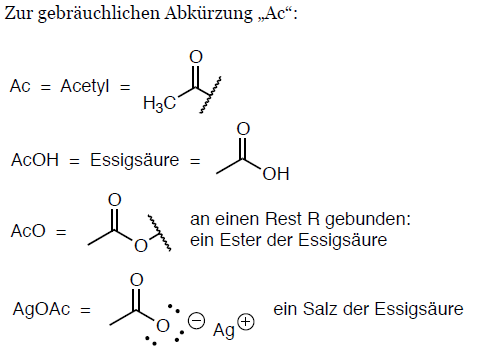 Zur gebräuchlichen Abkürzung „Ac“:
O
Ac = Acetyl =
H3C
O
AcOH = Essigsäure =
OH
O
an einen Rest R gebunden:
AcO =
O
ein Ester der Essigsäure
O
AgOAc =
O ⊖ Ag⊕
ein Salz der Essigsäure